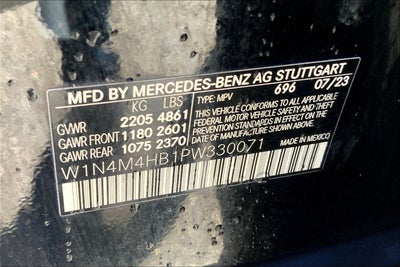 MFD BY MERCEDES-BENZ AG STUTTGART
KG LBS TYPE: MPV 696 07/23
GVWR 2205 4861
GAWR FRONT 1180 2601
GAWR REAR 1075 2370
THIS VEHICLE CONFORMS TO ALL APPLICABLE
FEDERAL MOTOR VEHICLE SAFETY AND
THEFT PREVENTION STANDARDS IN EFFECT ON
THE DATE OF MANUFACTURE SHOWN ABOVE.
W1N4M4HB1PW330071 MADE IN MEXICO